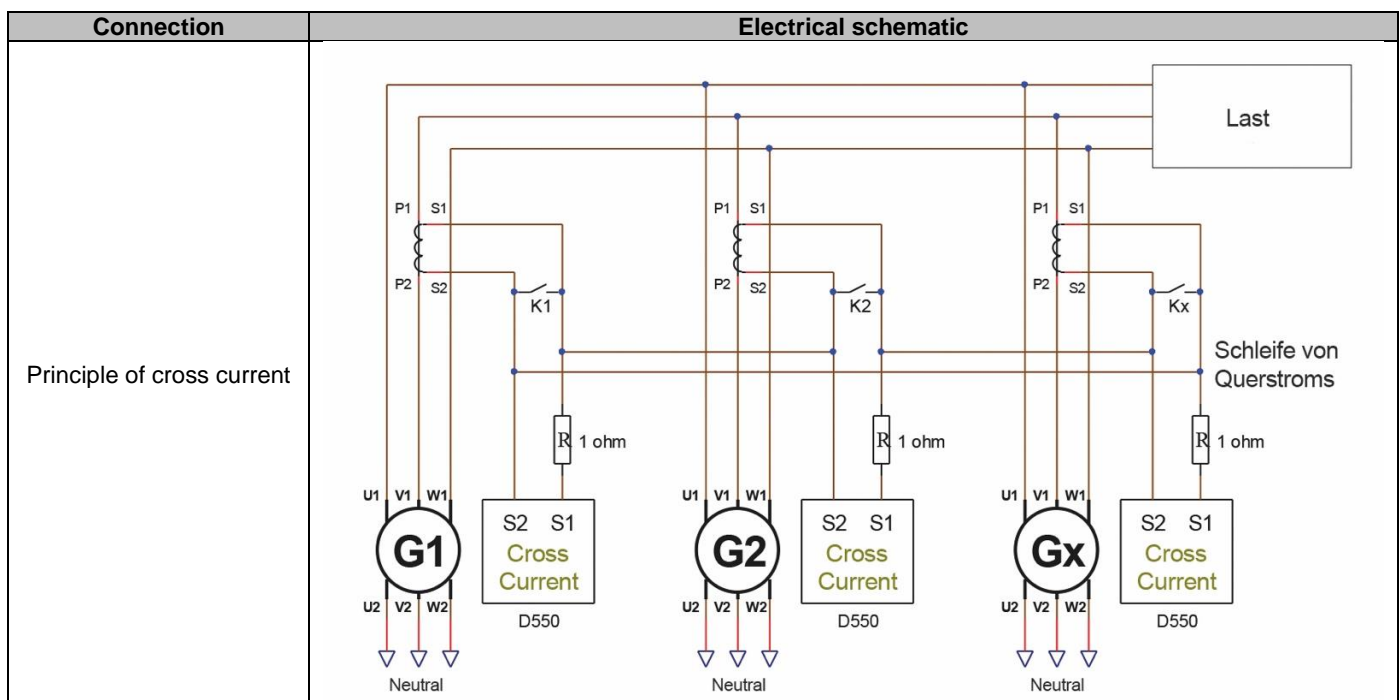 Connection
Electrical schematic
Principle of cross current
Last
P1 S1
P2 S2
K1
P1 S1
P2 S2
K2
P1 S1
P2 S2
Kx
Schleife von
Querstroms
R 1 ohm
R 1 ohm
R 1 ohm
U1 V1 W1
G1
U2 V2 W2
Neutral
S2 S1
Cross
Current
D550
U1 V1 W1
G2
U2 V2 W2
Neutral
S2 S1
Cross
Current
D550
U1 V1 W1
Gx
U2 V2 W2
Neutral
S2 S1
Cross
Current
D550